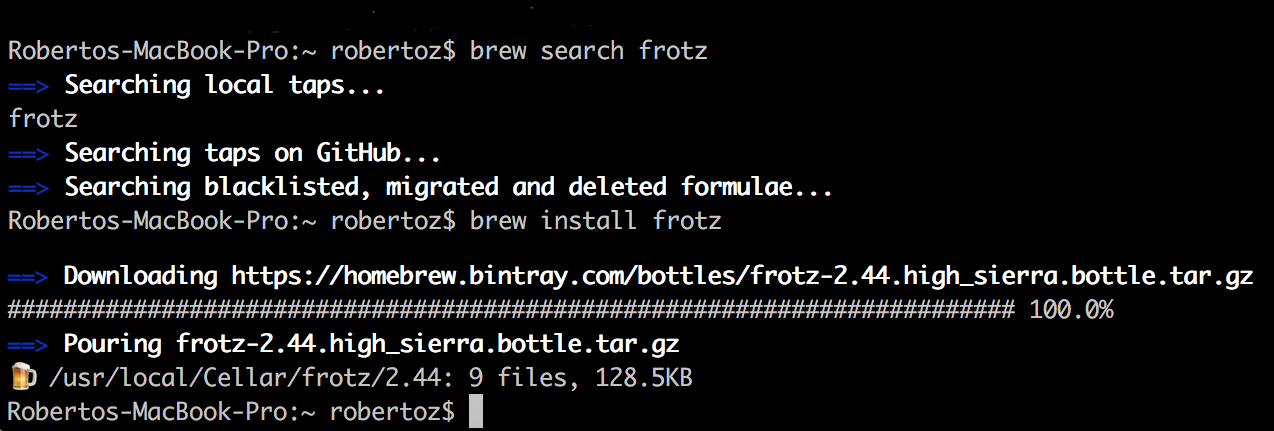 Robertos-MacBook-Pro:~ robertoz$ brew search frotz
==> Searching local taps...
frotz
==> Searching taps on GitHub...
==> Searching blacklisted, migrated and deleted formulae...
Robertos-MacBook-Pro:~ robertoz$ brew install frotz
==> Downloading https://homebrew.bintray.com/bottles/frotz-2.44.high_sierra.bottle.tar.gz
######################################################################## 100.0%
==> Pouring frotz-2.44.high_sierra.bottle.tar.gz
🍺 /usr/local/Cellar/frotz/2.44: 9 files, 128.5KB
Robertos-MacBook-Pro:~ robertoz$